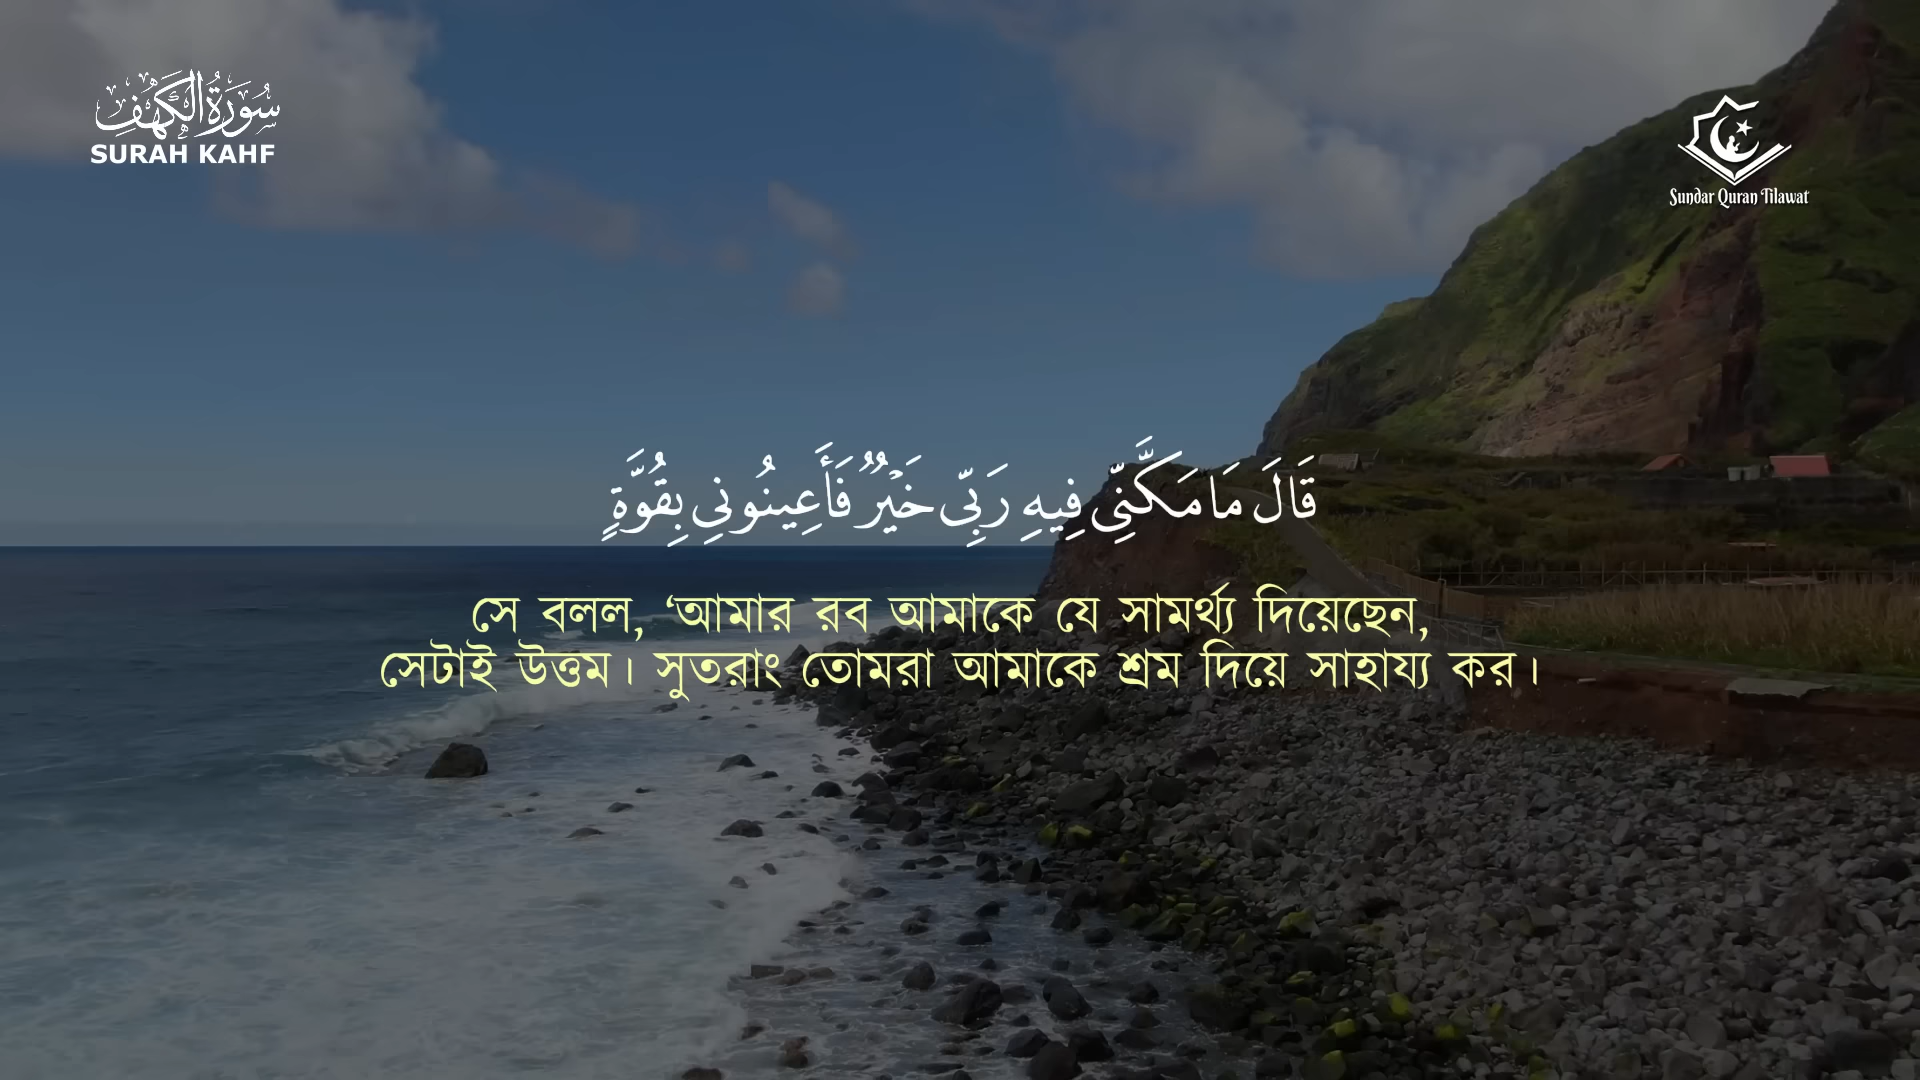 سُورَةُ الْكَهْفِ
SURAH KAHF
Sundar Quran Tilawat
قَالَ مَا مَكَّنِّي فِيهِ رَبِّي خَيْرٌ فَأَعِينُونِي بِقُوَّةٍ
সে বলল, ‘আমার রব আমাকে যে সামর্থ্য দিয়েছেন,
সেটাই উত্তম। সুতরাং তোমরা আমাকে শ্রম দিয়ে সাহায্য কর।